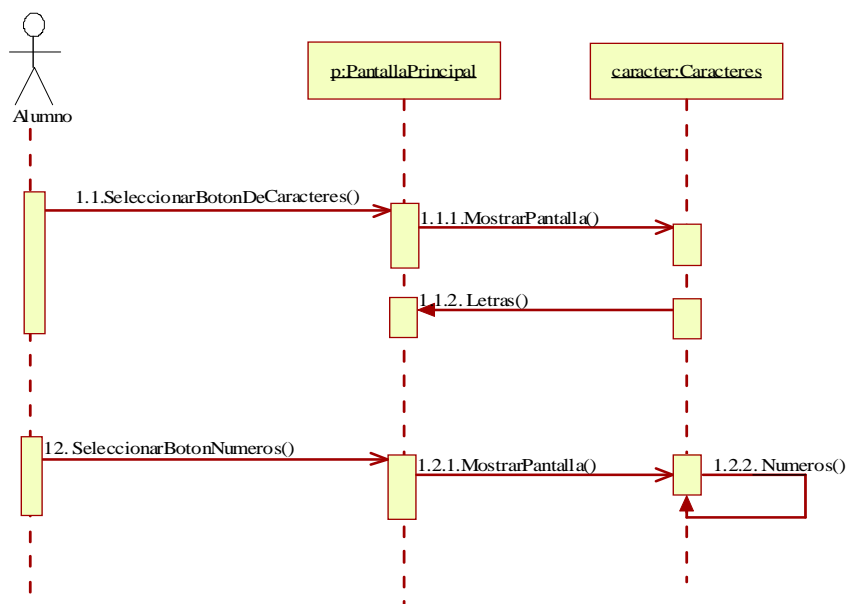 p:PantallaPrincipal
caracter:Caracteres
Alumno
1.1.SeleccionarBotonDeCaracteres()
1.1.1.MostrarPantalla()
1.1.2. Letras()
12. SeleccionarBotonNumeros()
1.2.1.MostrarPantalla()
1.2.2. Numeros()